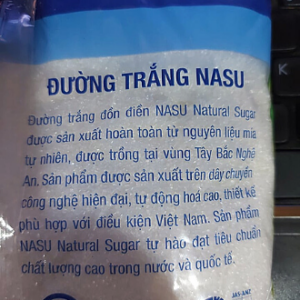 ĐƯỜNG TRẮNG NASU
Đường trắng đồn điền NASU Natural Sugar
được sản xuất hoàn toàn từ nguyên liệu mía
tự nhiên, được trồng tại vùng Tây Bắc Nghệ
An. Sản phẩm được sản xuất trên dây chuyền
công nghệ hiện đại, tự động hoá cao, thiết kế
phù hợp với điều kiện Việt Nam. Sản phẩm
NASU Natural Sugar tự hào đạt tiêu chuẩn
chất lượng cao trong nước và quốc tế.